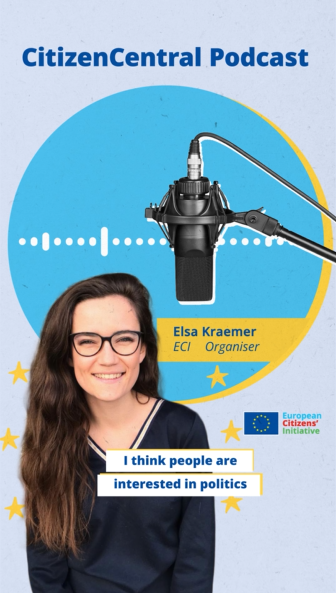 CitizenCentral Podcast
Elsa Kraemer
ECI Organiser
European
Citizens'
Initiative
I think people are
interested in politics